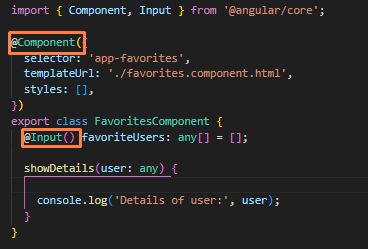 import { Component, Input } from '@angular/core';
@Component({
selector: 'app-favorites',
templateUrl: './favorites.component.html',
styles: [],
})
export class FavoritesComponent {
@Input() favoriteUsers: any[] = [];
showDetails(user: any) {
console.log('Details of user:', user);
}
}